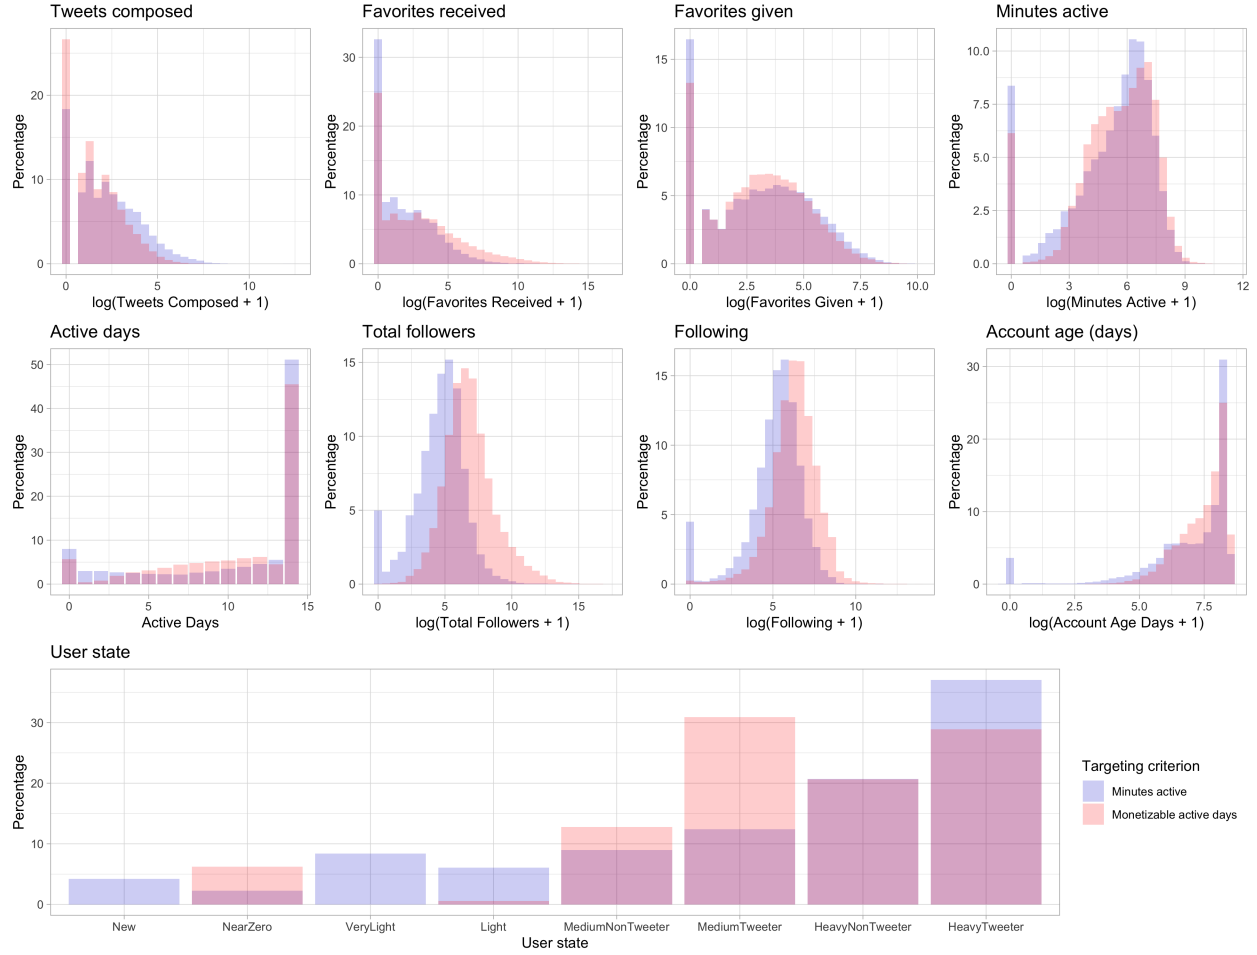 Tweets composed
Favorites received
Favorites given
Minutes active
Percentage
20
10
0
0
5
10
log(Tweets Composed + 1)
Percentage
30
20
10
0
0
5
10
15
log(Favorites Received + 1)
Percentage
15
10
5
0
0.0
2.5
5.0
7.5
10.0
log(Favorites Given + 1)
Percentage
10.0
7.5
5.0
2.5
0.0
0
3
6
9
12
log(Minutes Active + 1)
Active days
Total followers
Following
Account age (days)
Percentage
50
40
30
20
10
0
0
5
10
15
Active Days
Percentage
15
10
5
0
0
5
10
15
log(Total Followers + 1)
Percentage
15
10
5
0
0
5
10
log(Following + 1)
Percentage
30
20
10
0
0.0
2.5
5.0
7.5
log(Account Age Days + 1)
User state
Percentage
30
20
10
0
New
NearZero
VeryLight
Light
MediumNonTweeter
MediumTweeter
HeavyNonTweeter
HeavyTweeter
User state
Targeting criterion
Minutes active
Monetizable active days